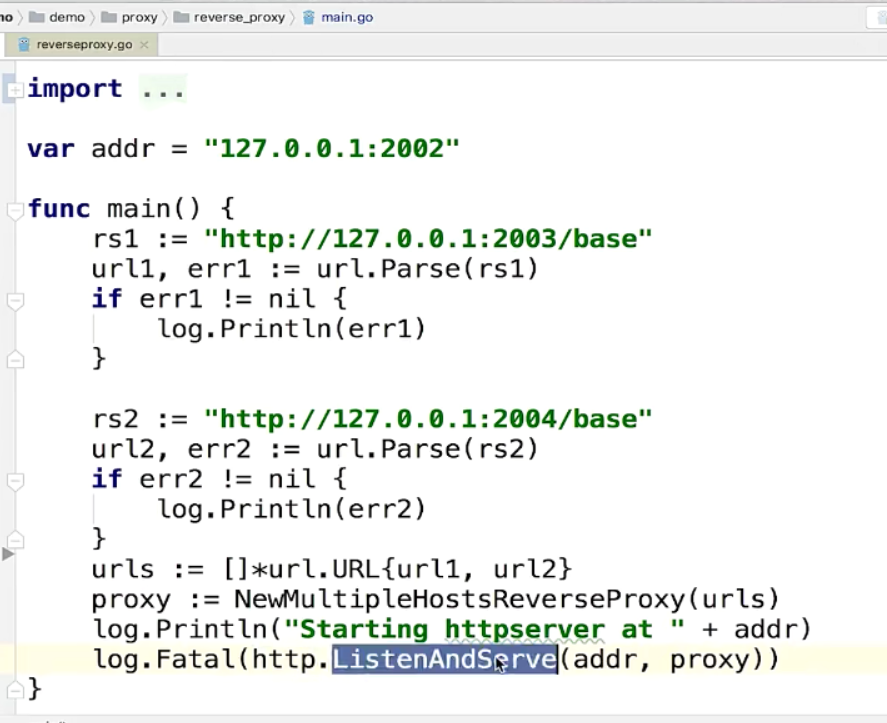 no demo proxy reverse_proxy main.go
reverseproxy.go
import ...
var addr = "127.0.0.1:2002"
func main() {
    rs1 := "http://127.0.0.1:2003/base"
    url1, err1 := url.Parse(rs1)
    if err1 != nil {
        log.Println(err1)
    }
    rs2 := "http://127.0.0.1:2004/base"
    url2, err2 := url.Parse(rs2)
    if err2 != nil {
        log.Println(err2)
    }
    urls := []*url.URL{url1, url2}
    proxy := NewMultipleHostsReverseProxy(urls)
    log.Println("Starting httpserver at " + addr)
    log.Fatal(http.ListenAndServe(addr, proxy))
}